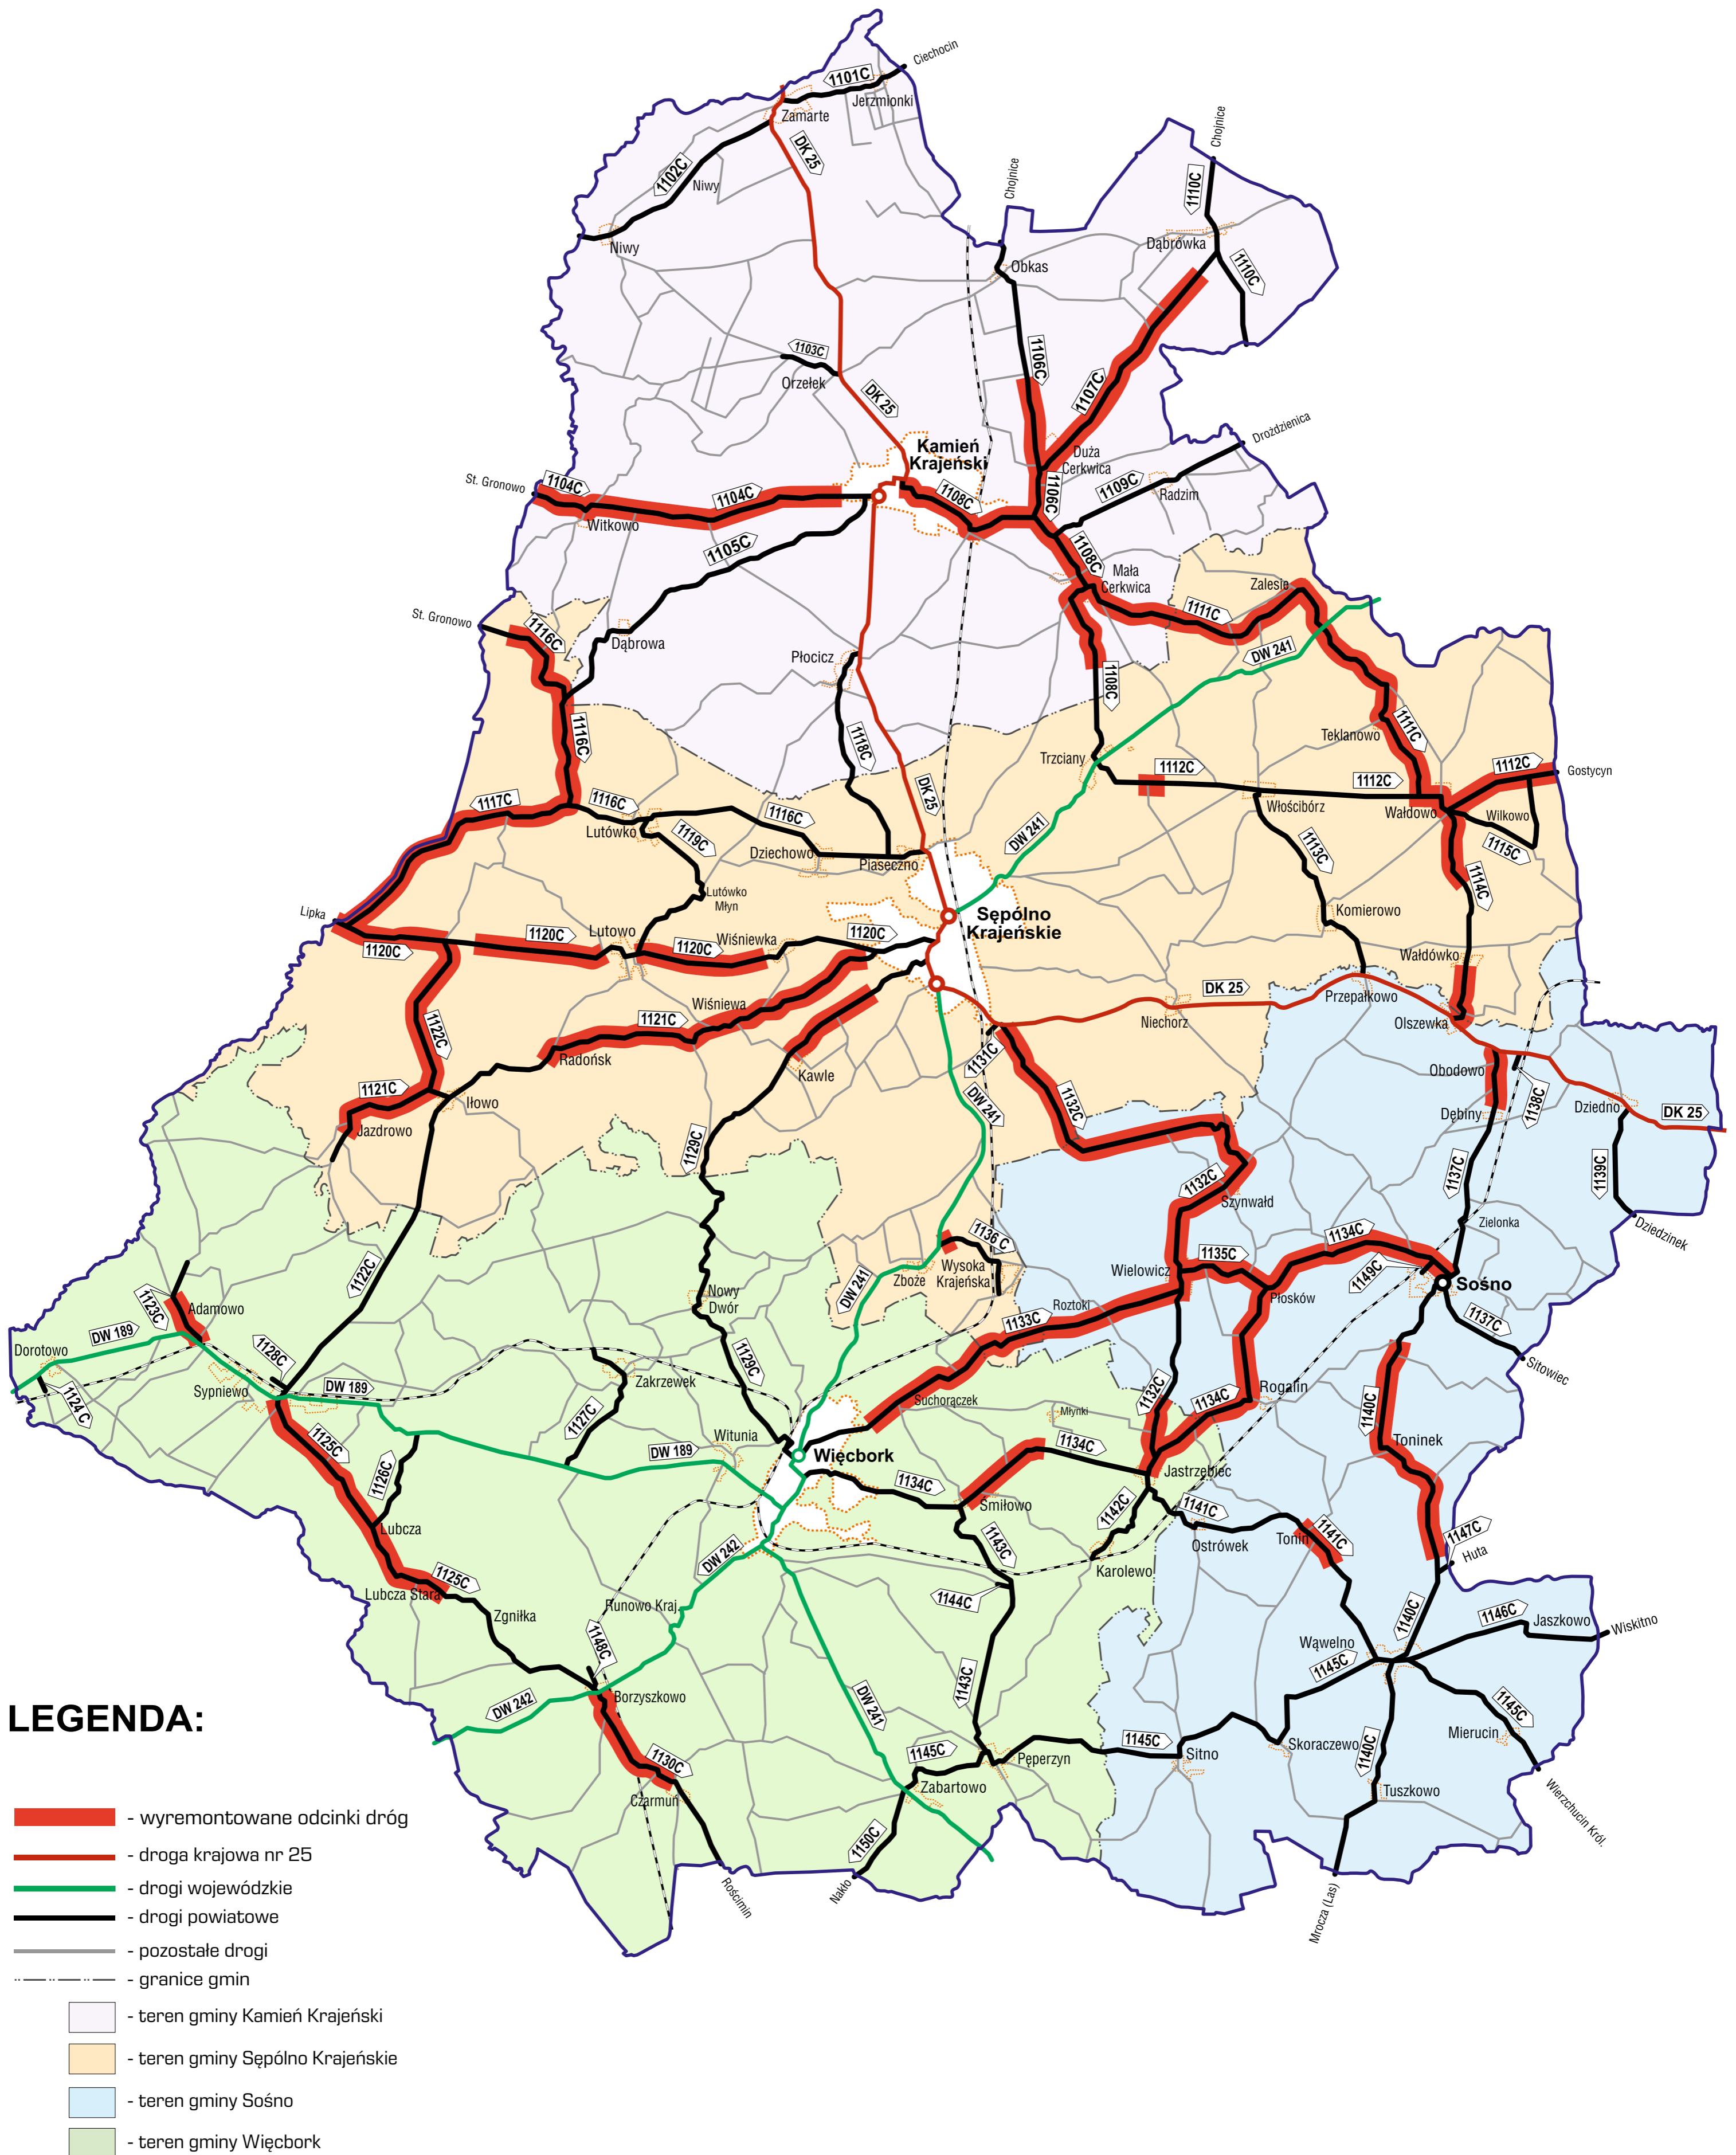 Ciechocin
1101C
Jerzmionki
Zamarte
DK 25
Chojnice
1102C
Niwy
Chojnice
1110C
Niwy
Dąbrówka
Obkas
1110C
1103C
Orzełek
1106C
1107C
DK 25
Kamień
Krajeński
Duża
Cerkwica
Drożdzienica
St. Gronowo
1104C
1104C
1108C
1106C
1109C
Radzim
Witkowo
1105C
1108C
Mała
Cerkwica
Zalesie
St. Gronowo
1116C
1111C
Dąbrowa
Płocicz
DW 241
1108C
1116C
1118C
Teklanowo
1111C
Trzciany
1112C
1112C
1112C
Gostycyn
DK 25
1117C
1116C
1116C
Włościbórz
Wałdowo
Wilkowo
Lutówko
1119C
DW 241
Dziechowo
Piaseczno
1113C
1115C
1114C
Lutówko
Młyn
Lipka
Sępólno
Krajeńskie
Komierowo
1120C
1120C
Lutowo
1120C
Wiśniewka
1120C
Wałdówko
Wiśniewa
DK 25
Przepałkowo
1122C
1121C
Niechorz
Olszewka
Radońsk
Kawle
1131C
Obodowo
1121C
Iłowo
DW 241
1132C
Dębiny
1138C
Dziedno
DK 25
Jazdrowo
1129C
1137C
1139C
1132C
Szynwałd
Zielonka
Dziedzinek
1136 C
1134C
1122C
Zboże
Wysoka
Krajeńska
Wielowicz
1135C
1149C
Sośno
1123C
Adamowo
Nowy
Dwór
DW 241
Roztoki
Płosków
DW 189
1133C
1137C
Dorotowo
1128C
1129C
Sitowiec
1124 C
Sypniewo
DW 189
Zakrzewek
Suchorączek
1132C
1134C
Rogalin
1127C
Młynki
1140C
1125C
Witunia
1134C
Toninek
1126C
DW 189
Więcbork
Jastrzębiec
1134C
Śmiłowo
1142C
1141C
Lubcza
1141C
1147C
Ostrówek
Tonin
1143C
Huta
DW 242
Karolewo
1125C
Lubcza Stara
1144C
Zgniłka
Runowo Kraj.
1140C
1146C
Jaszkowo
Wiskitno
1148C
Wąwelno
1145C
1143C
Borzyszkowo
DW 242
DW 241
1145C
Mierucin
1145C
1145C
Skoraczewo
1140C
1130C
Pęperzyn
Sitno
Zabartowo
Tuszkowo
Czarmuń
Wierzchucin Król.
1150C
Nakło
Rościmin
Mrocza (Las)
LEGENDA:
- wyremontowane odcinki dróg
- droga krajowa nr 25
- drogi wojewódzkie
- drogi powiatowe
- pozostałe drogi
- granice gmin
- teren gminy Kamień Krajeński
- teren gminy Sępólno Krajeńskie
- teren gminy Sośno
- teren gminy Więcbork